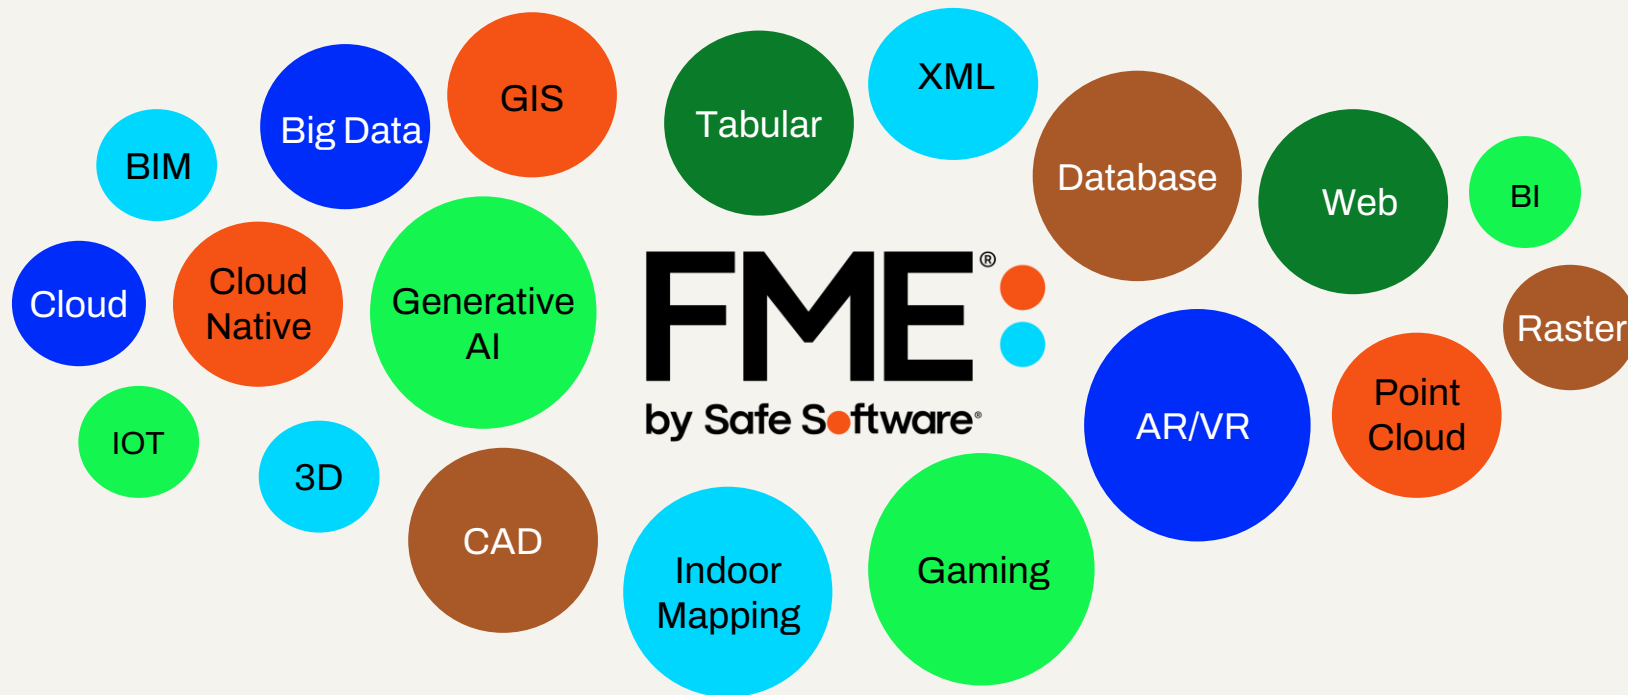 GIS
XML
Big Data
Tabular
BIM
Database
Web
BI
Cloud
Native
Cloud
Generative
AI
FME®
by Safe Software®
Raster
IOT
3D
AR/VR
Point
Cloud
CAD
Indoor
Mapping
Gaming